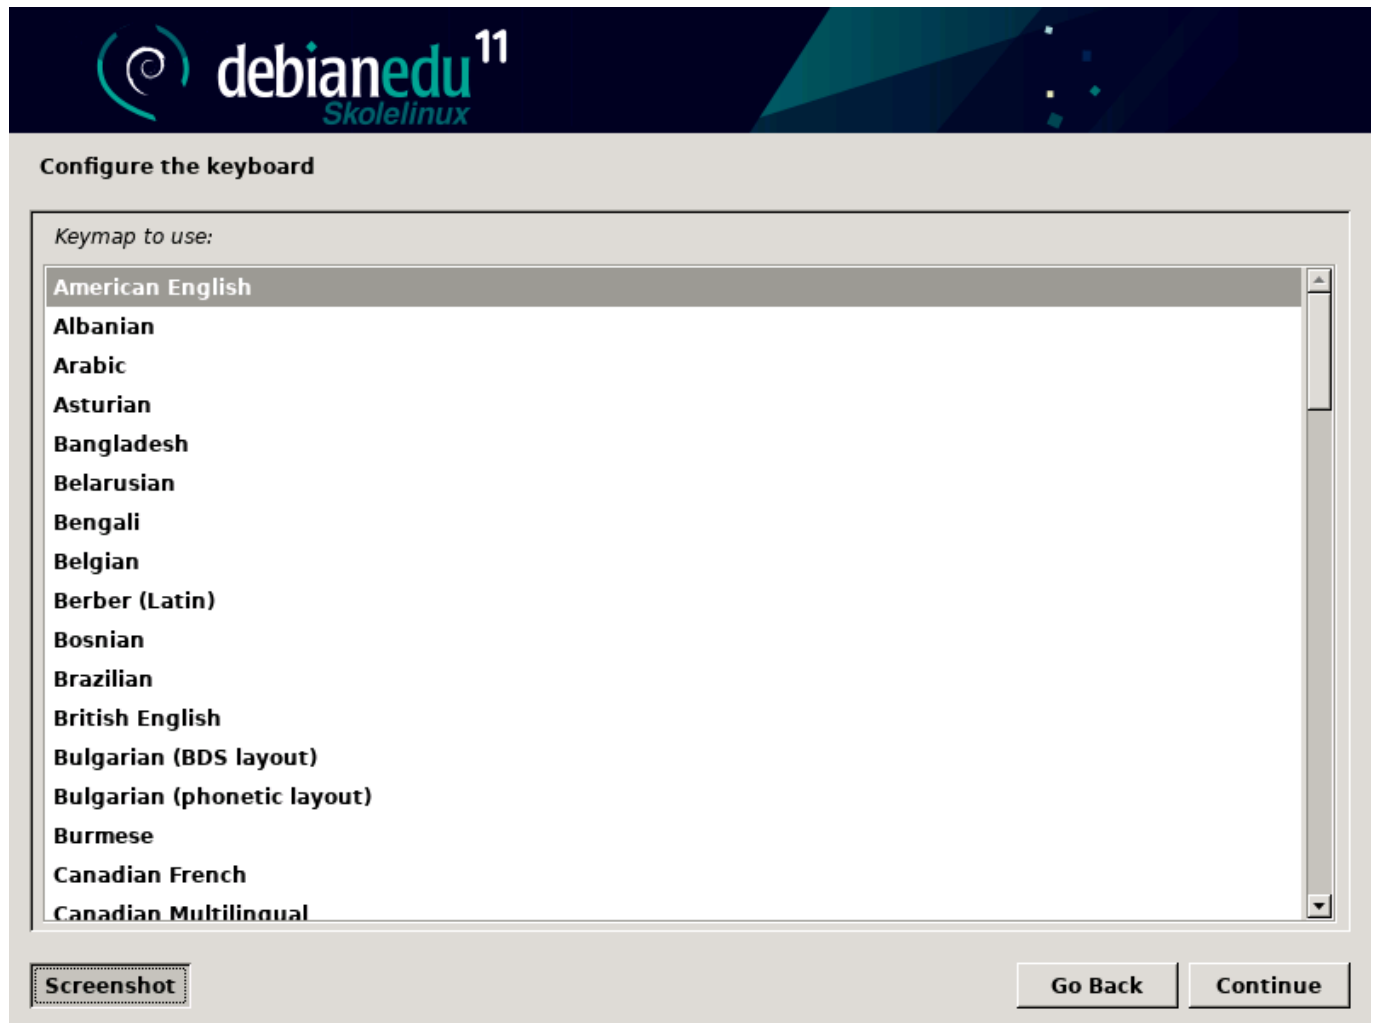 debianedu 11
Skolelinux
Configure the keyboard
Keymap to use:
American English
Albanian
Arabic
Asturian
Bangladesh
Belarusian
Bengali
Belgian
Berber (Latin)
Bosnian
Brazilian
British English
Bulgarian (BDS layout)
Bulgarian (phonetic layout)
Burmese
Canadian French
Canadian Multilingual
Screenshot
Go Back
Continue